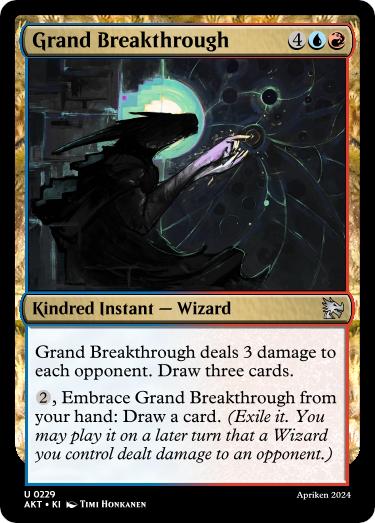 Grand Breakthrough 4
Kindred Instant — Wizard
Grand Breakthrough deals 3 damage to
each opponent. Draw three cards.
2, Embrace Grand Breakthrough from
your hand: Draw a card. (Exile it. You
may play it on a later turn that a Wizard
you control dealt damage to an opponent.)
U 0229
AKT • KI Timi Honkanen
Apriken 2024